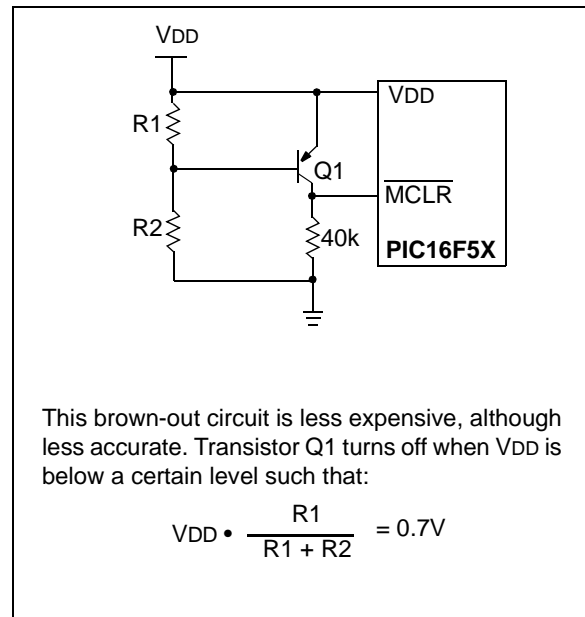 VDD
VDD
R1
Q1
MCLR
R2
40k
PIC16F5X
This brown-out circuit is less expensive, although
less accurate. Transistor Q1 turns off when VDD is
below a certain level such that:
VDD • R1 / R1 + R2 = 0.7V